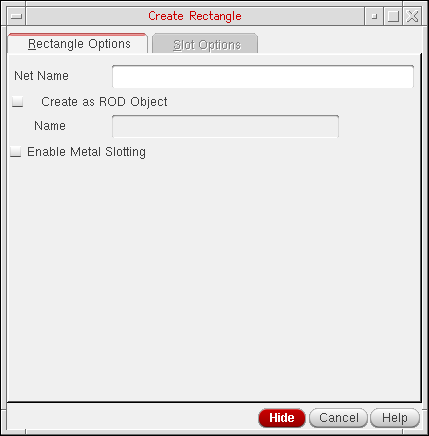 Create Rectangle
Rectangle Options Slot Options
Net Name
Create as ROD Object
Name
Enable Metal Slotting
Hide Cancel Help